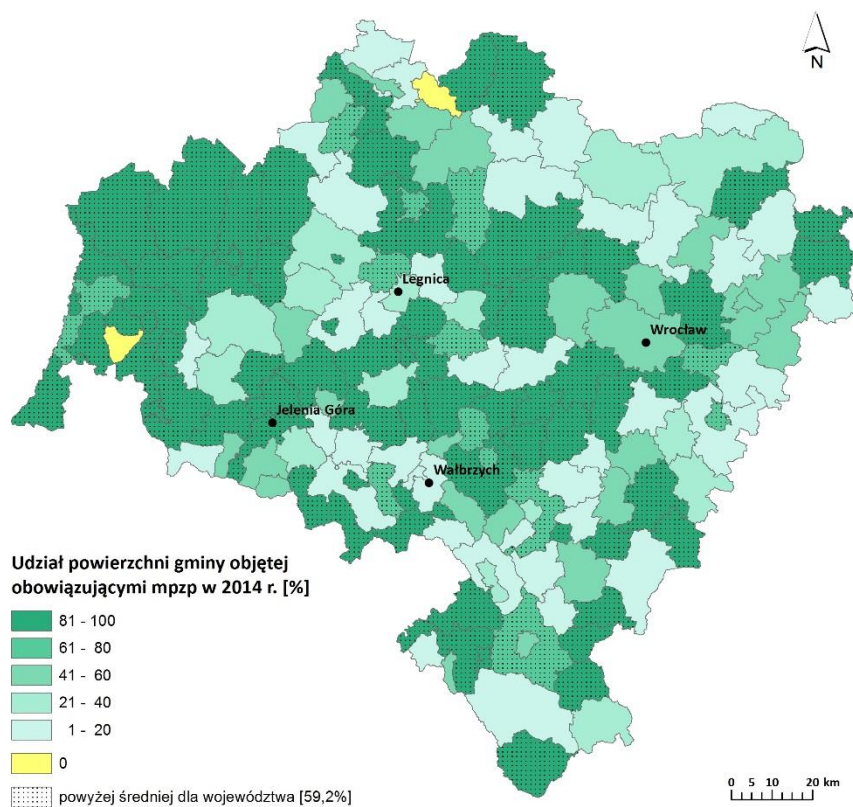 N
Legnica
Wrocław
Jelenia Góra
Wałbrzych
Udział powierzchni gminy objętej
obowiązującymi mpzp w 2014 r. [%]
81 - 100
61 - 80
41 - 60
21 - 40
1 - 20
0
powyżej średniej dla województwa [59,2%]
0 5 10 20 km